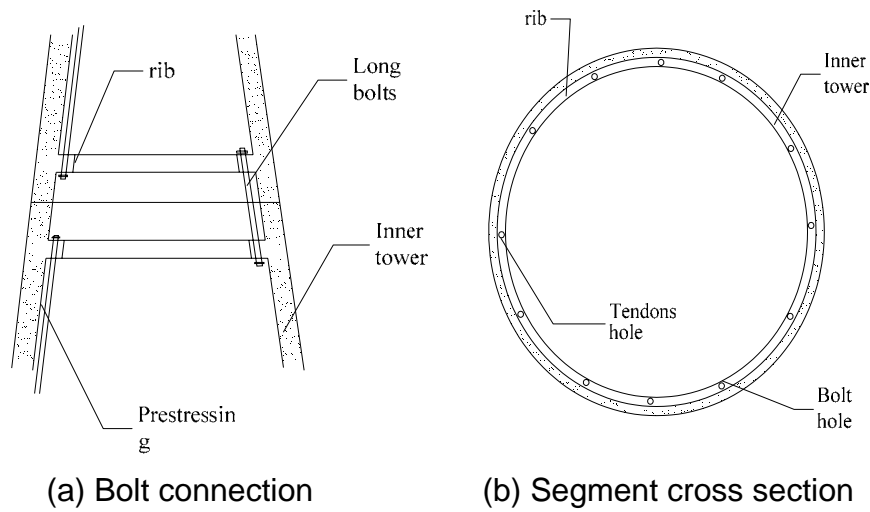 rib
Long
bolts
Inner
tower
Prestressin
g
(a) Bolt connection
rib
Inner
tower
Tendons
hole
Bolt
hole
(b) Segment cross section